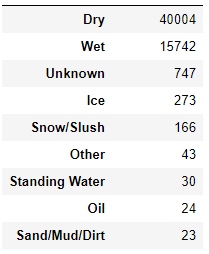 Dry 40004
Wet 15742
Unknown 747
Ice 273
Snow/Slush 166
Other 43
Standing Water 30
Oil 24
Sand/Mud/Dirt 23